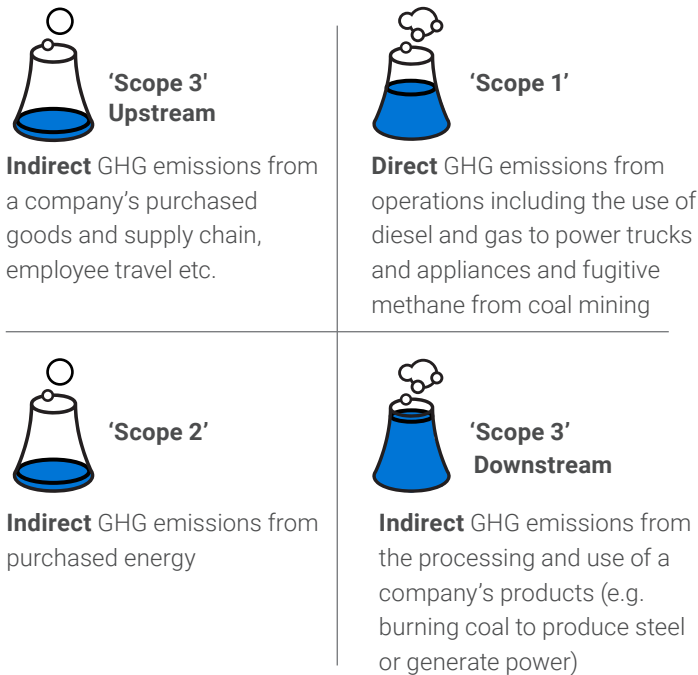 ‘Scope 3'
Upstream
Indirect GHG emissions from
a company’s purchased
goods and supply chain,
employee travel etc.
‘Scope 1’
Direct GHG emissions from
operations including the use of
diesel and gas to power trucks
and appliances and fugitive
methane from coal mining
‘Scope 2’
Indirect GHG emissions from
purchased energy
‘Scope 3’
Downstream
Indirect GHG emissions from
the processing and use of a
company’s products (e.g.
burning coal to produce steel
or generate power)